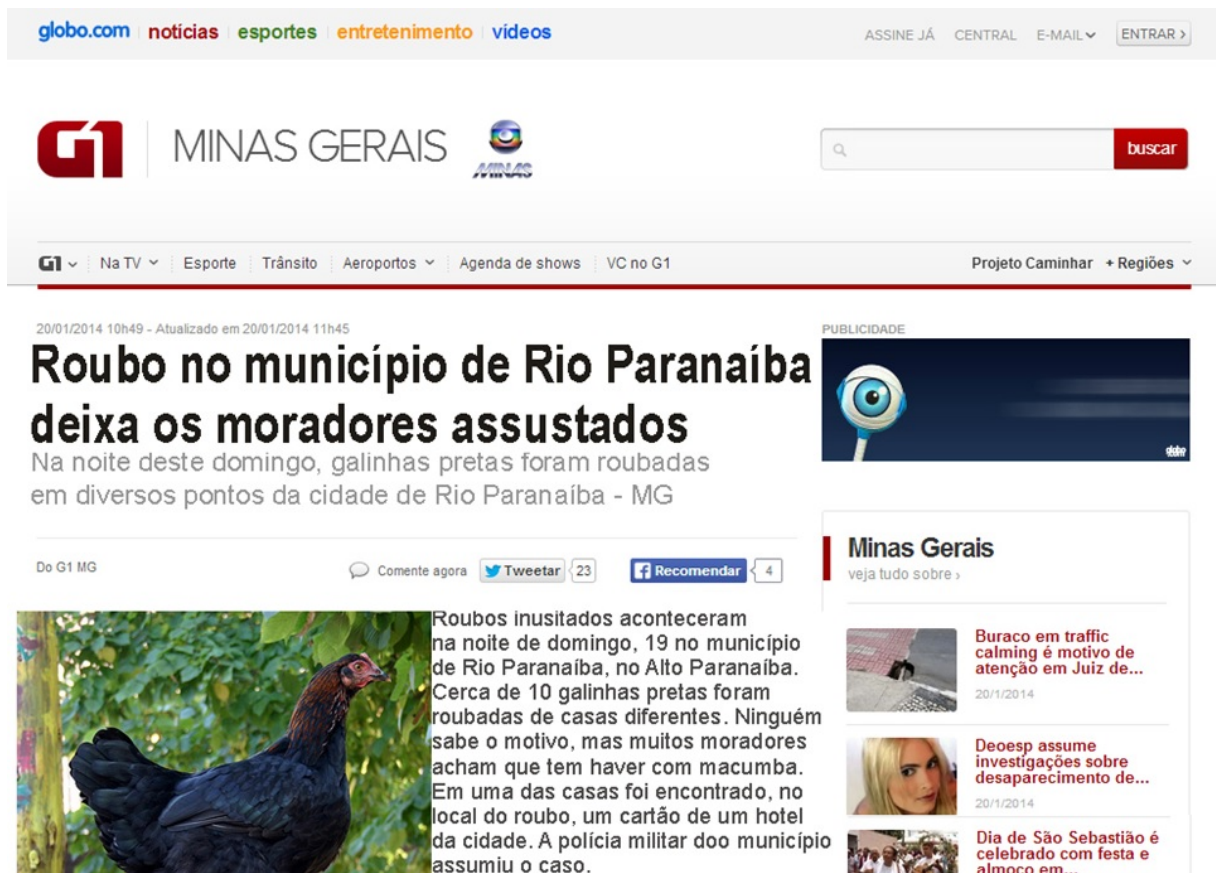 globo.com notícias esportes entretenimento vídeos
ASSINE JÁ CENTRAL E-MAIL ENTRAR >
G1 MINAS GERAIS MINAS
buscar
G1 Na TV Esporte Trânsito Aeroportos Agenda de shows VC no G1
Projeto Caminhar + Regiões
20/01/2014 10h49 - Atualizado em 20/01/2014 11h45
Roubo no município de Rio Paranaíba
deixa os moradores assustados
Na noite deste domingo, galinhas pretas foram roubadas
em diversos pontos da cidade de Rio Paranaíba - MG
Do G1 MG
Comente agora Tweetar 23 Recomendar 4
Roubos inusitados aconteceram
na noite de domingo, 19 no município
de Rio Paranaíba, no Alto Paranaíba.
Cerca de 10 galinhas pretas foram
roubadas de casas diferentes. Ninguém
sabe o motivo, mas muitos moradores
acham que tem haver com macumba.
Em uma das casas foi encontrado, no
local do roubo, um cartão de um hotel
da cidade. A polícia militar doo município
assumiu o caso.
PUBLICIDADE
Minas Gerais
veja tudo sobre ›
Buraco em traffic
calming é motivo de
atenção em Juiz de...
20/1/2014
Deoesp assume
investigações sobre
desaparecimento de...
20/1/2014
Dia de São Sebastião é
celebrado com festa e
almoço em...